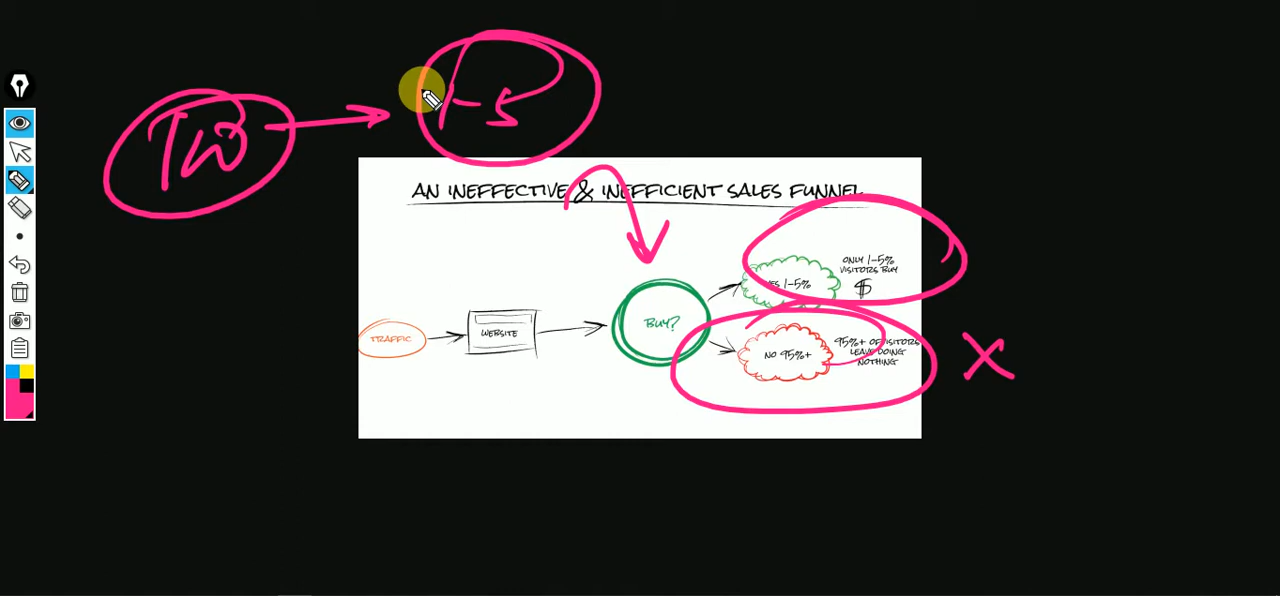 1-5
AN INEFFECTIVE & INEFFICIENT SALES FUNNEL
ONLY 1-5%
VISITORS BUY
$
YES 1-5%
TRAFFIC
WEBSITE
BUY?
NO 95%+
95%+ OF VISITORS
LEAVE DOING
NOTHING
X